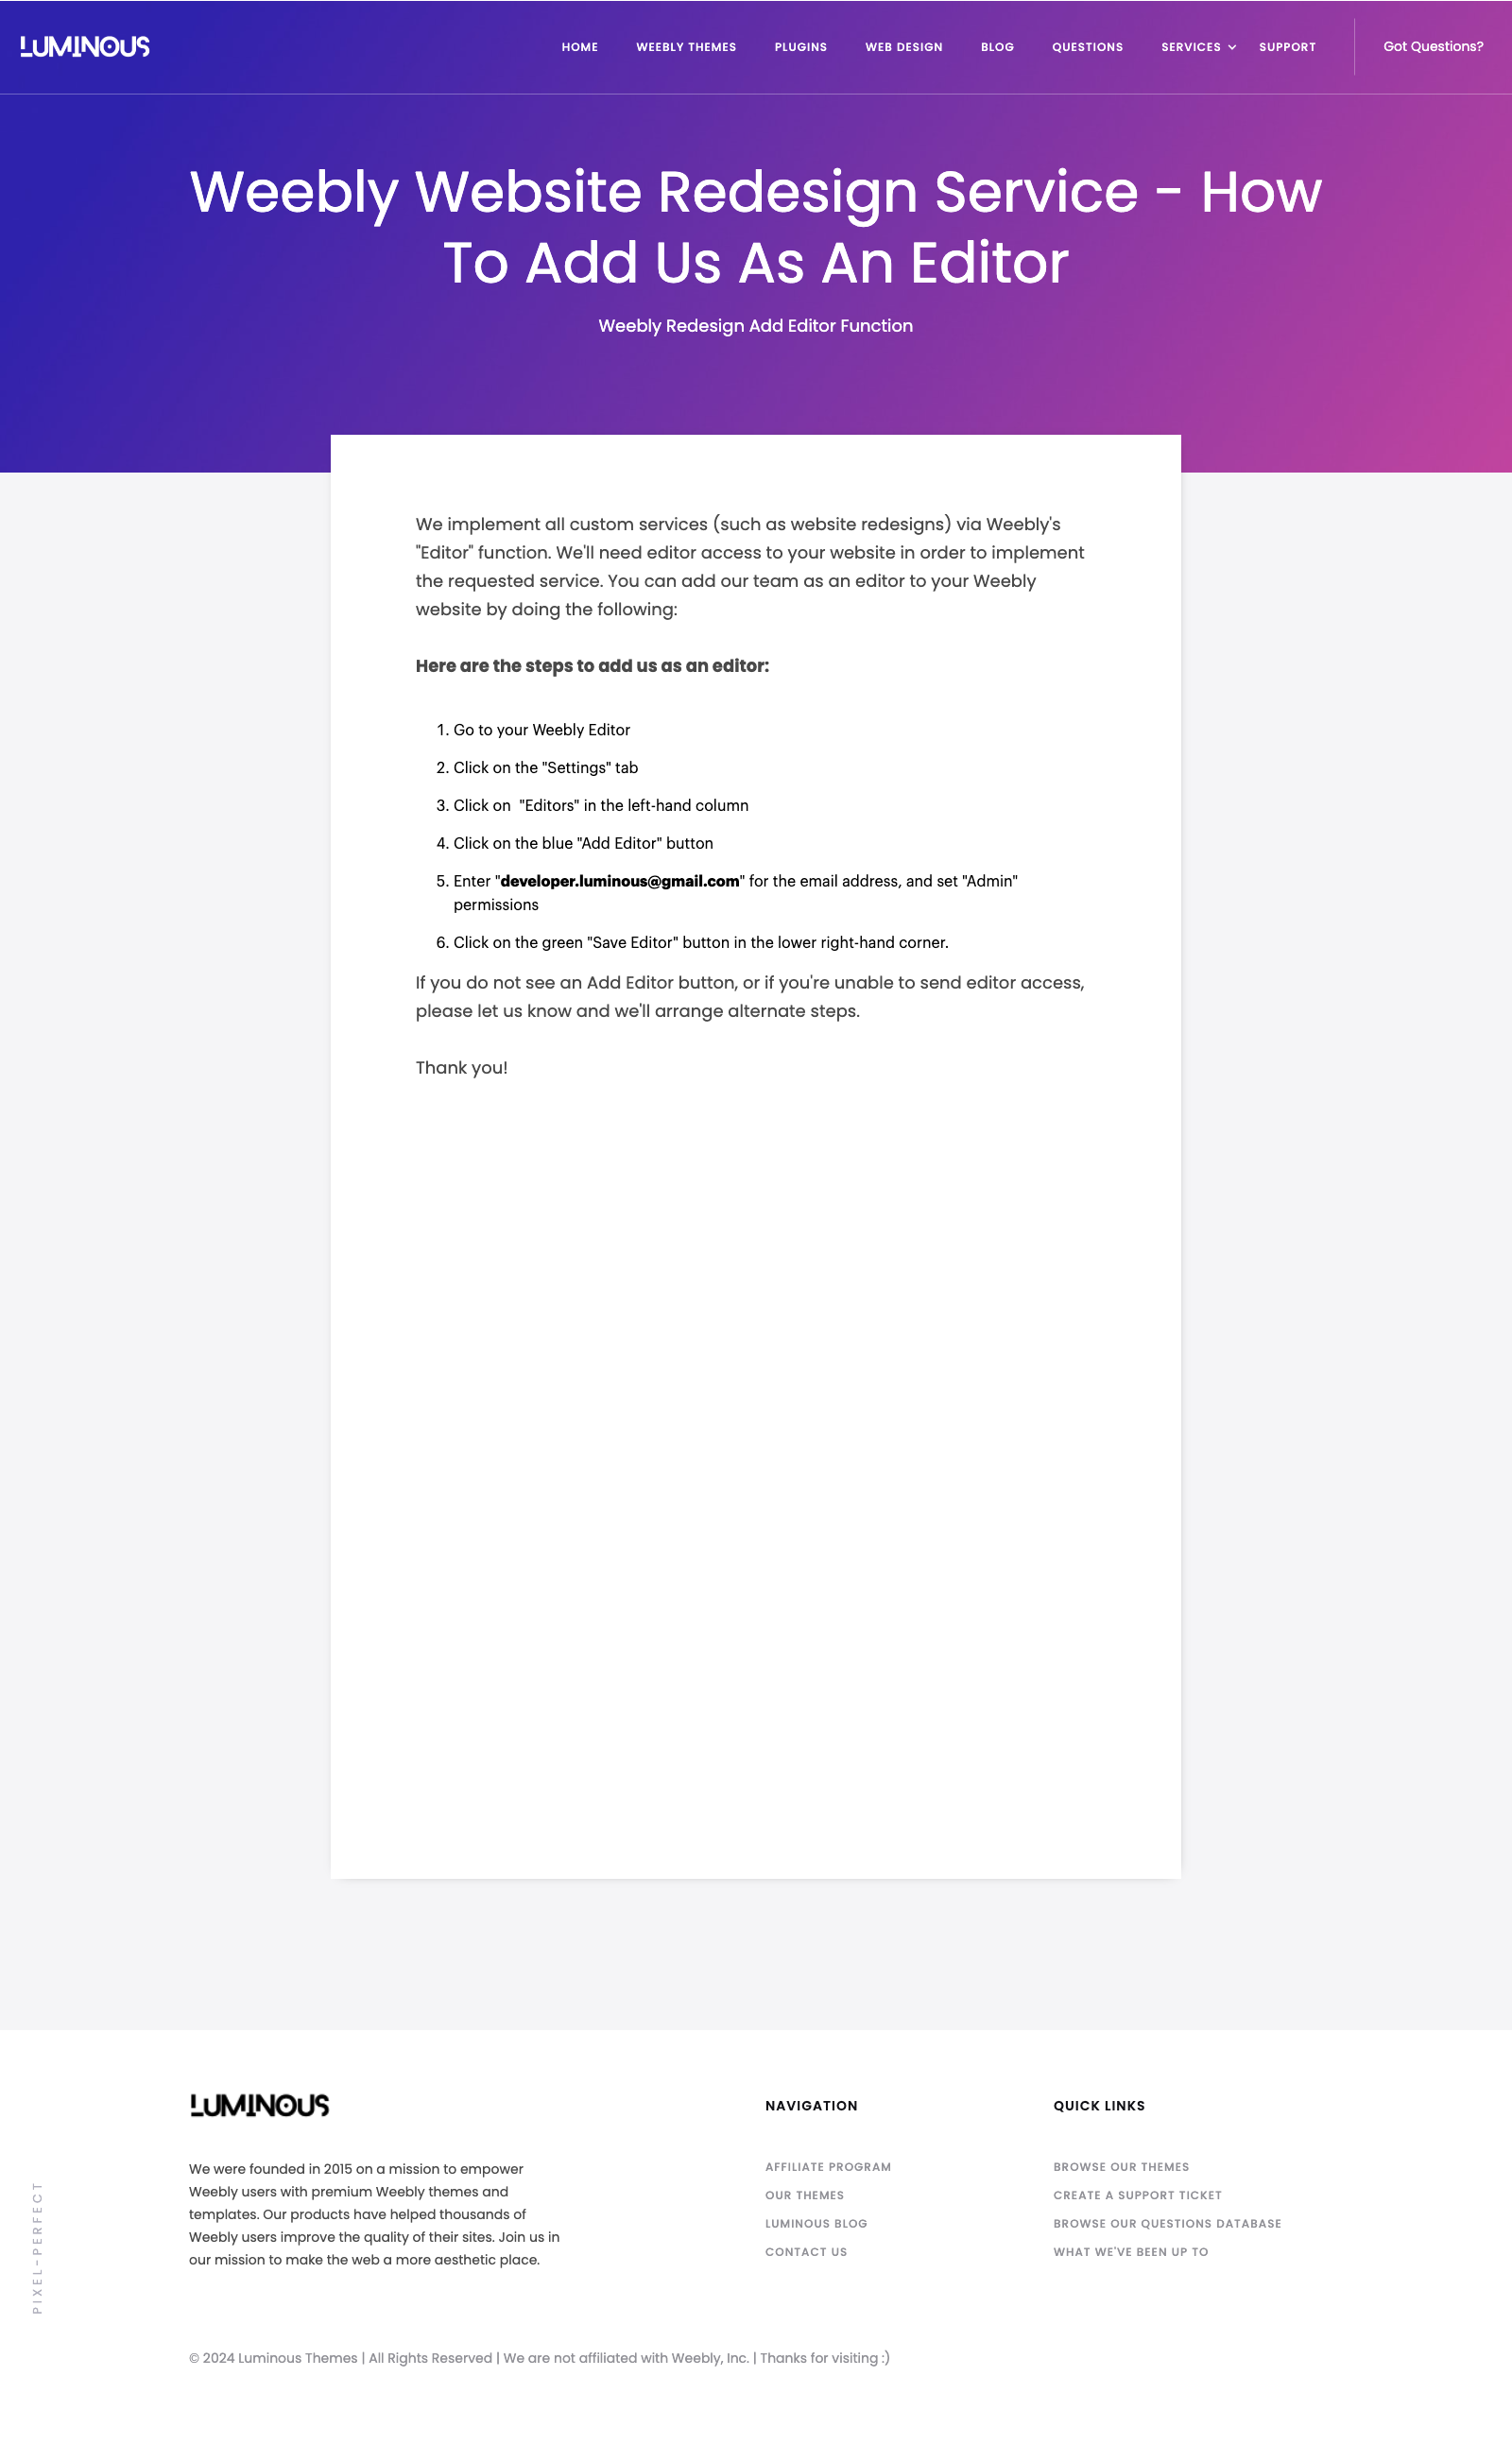 LUMINOUS
HOME WEEBLY THEMES PLUGINS WEB DESIGN BLOG QUESTIONS SERVICES SUPPORT Got Questions?
Weebly Website Redesign Service - How
To Add Us As An Editor
Weebly Redesign Add Editor Function
We implement all custom services (such as website redesigns) via Weebly's
"Editor" function. We'll need editor access to your website in order to implement
the requested service. You can add our team as an editor to your Weebly
website by doing the following:
Here are the steps to add us as an editor:
1. Go to your Weebly Editor
2. Click on the "Settings" tab
3. Click on  "Editors" in the left-hand column
4. Click on the blue "Add Editor" button
5. Enter "developer.luminous@gmail.com" for the email address, and set "Admin"
permissions
6. Click on the green "Save Editor" button in the lower right-hand corner.
If you do not see an Add Editor button, or if you're unable to send editor access,
please let us know and we'll arrange alternate steps.
Thank you!
PIXEL-PERFECT
LUMINOUS
We were founded in 2015 on a mission to empower
Weebly users with premium Weebly themes and
templates. Our products have helped thousands of
Weebly users improve the quality of their sites. Join us in
our mission to make the web a more aesthetic place.
NAVIGATION
AFFILIATE PROGRAM
OUR THEMES
LUMINOUS BLOG
CONTACT US
QUICK LINKS
BROWSE OUR THEMES
CREATE A SUPPORT TICKET
BROWSE OUR QUESTIONS DATABASE
WHAT WE'VE BEEN UP TO
© 2024 Luminous Themes | All Rights Reserved | We are not affiliated with Weebly, Inc. | Thanks for visiting :)